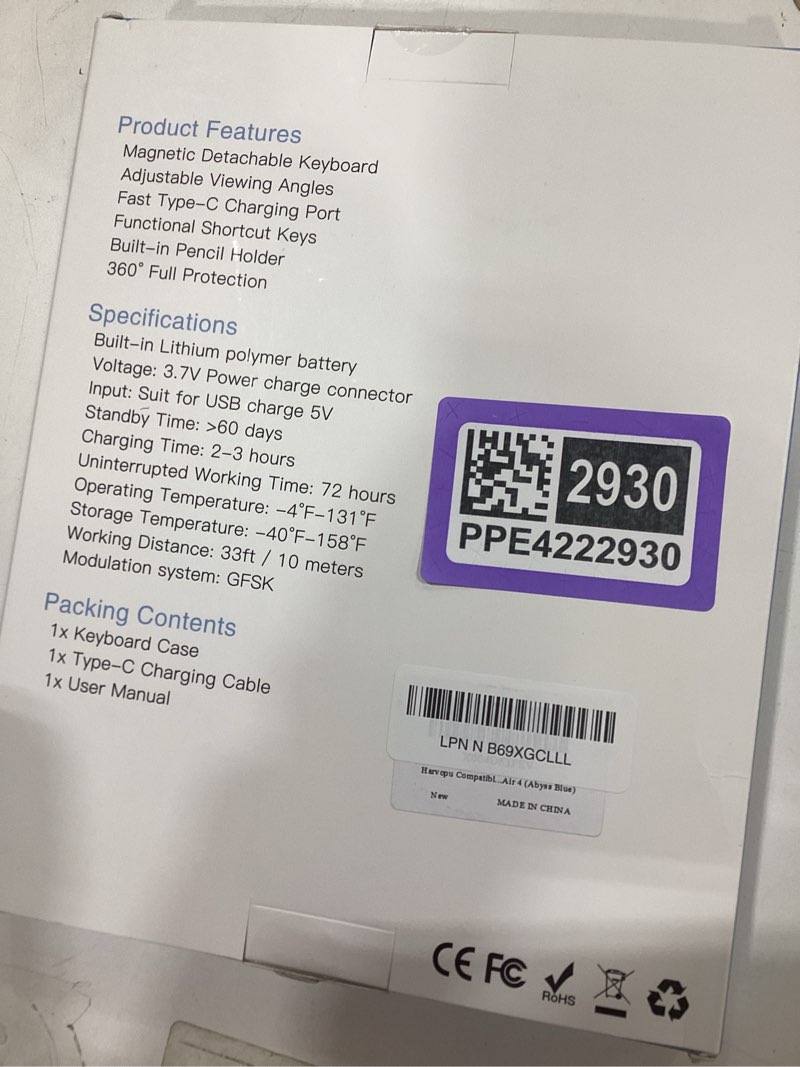 Product Features
Magnetic Detachable Keyboard
Adjustable Viewing Angles
Fast Type-C Charging Port
Functional Shortcut Keys
Built-in Pencil Holder
360° Full Protection
Specifications
Built-in Lithium polymer battery
Voltage: 3.7V Power charge connector
Input: Suit for USB charge 5V
Standby Time: >60 days
Charging Time: 2-3 hours
Uninterrupted Working Time: 72 hours
Operating Temperature: -4°F-131°F
Storage Temperature: -40°F-158°F
Working Distance: 33ft / 10 meters
Modulation system: GFSK
Packing Contents
1x Keyboard Case
1x Type-C Charging Cable
1x User Manual
2930
PPE4222930
LPN N B69XGCLLL
Harvopu Compatibl...Air 4 (Abyss Blue)
New MADE IN CHINA
CE FC
RoHS